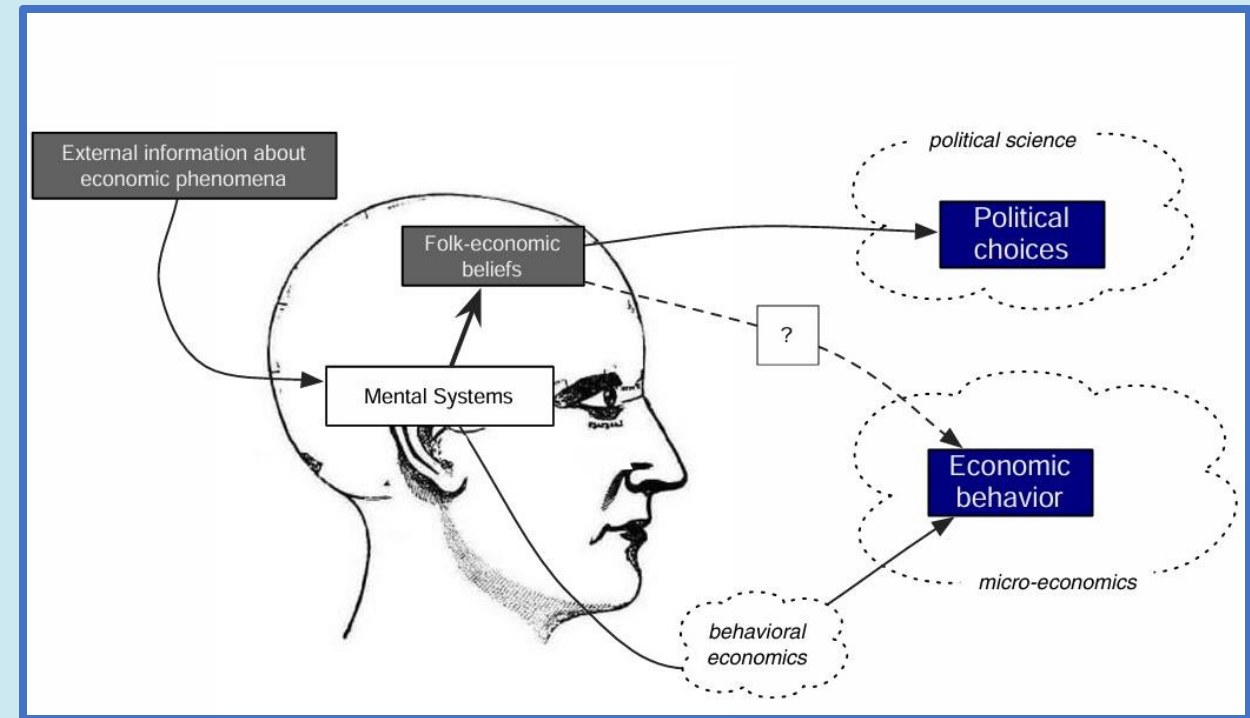 External information about
economic phenomena
political science
Political
choices
Folk-economic
beliefs
?
Mental Systems
Economic
behavior
micro-economics
behavioral
economics